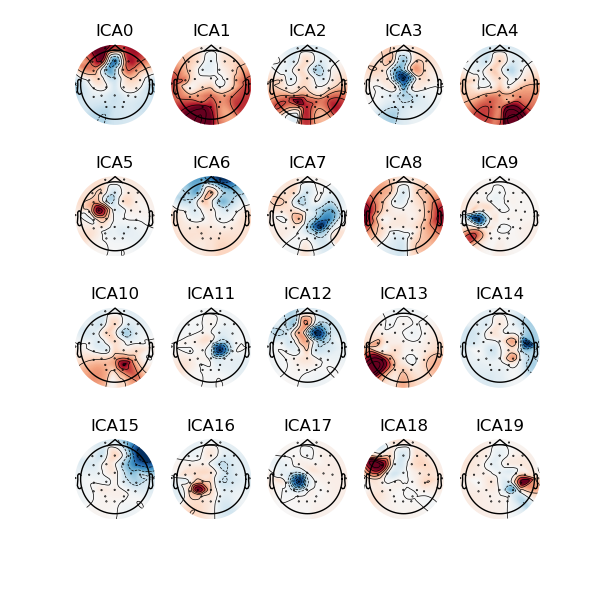 ICA0 ICA1 ICA2 ICA3 ICA4
ICA5 ICA6 ICA7 ICA8 ICA9
ICA10 ICA11 ICA12 ICA13 ICA14
ICA15 ICA16 ICA17 ICA18 ICA19